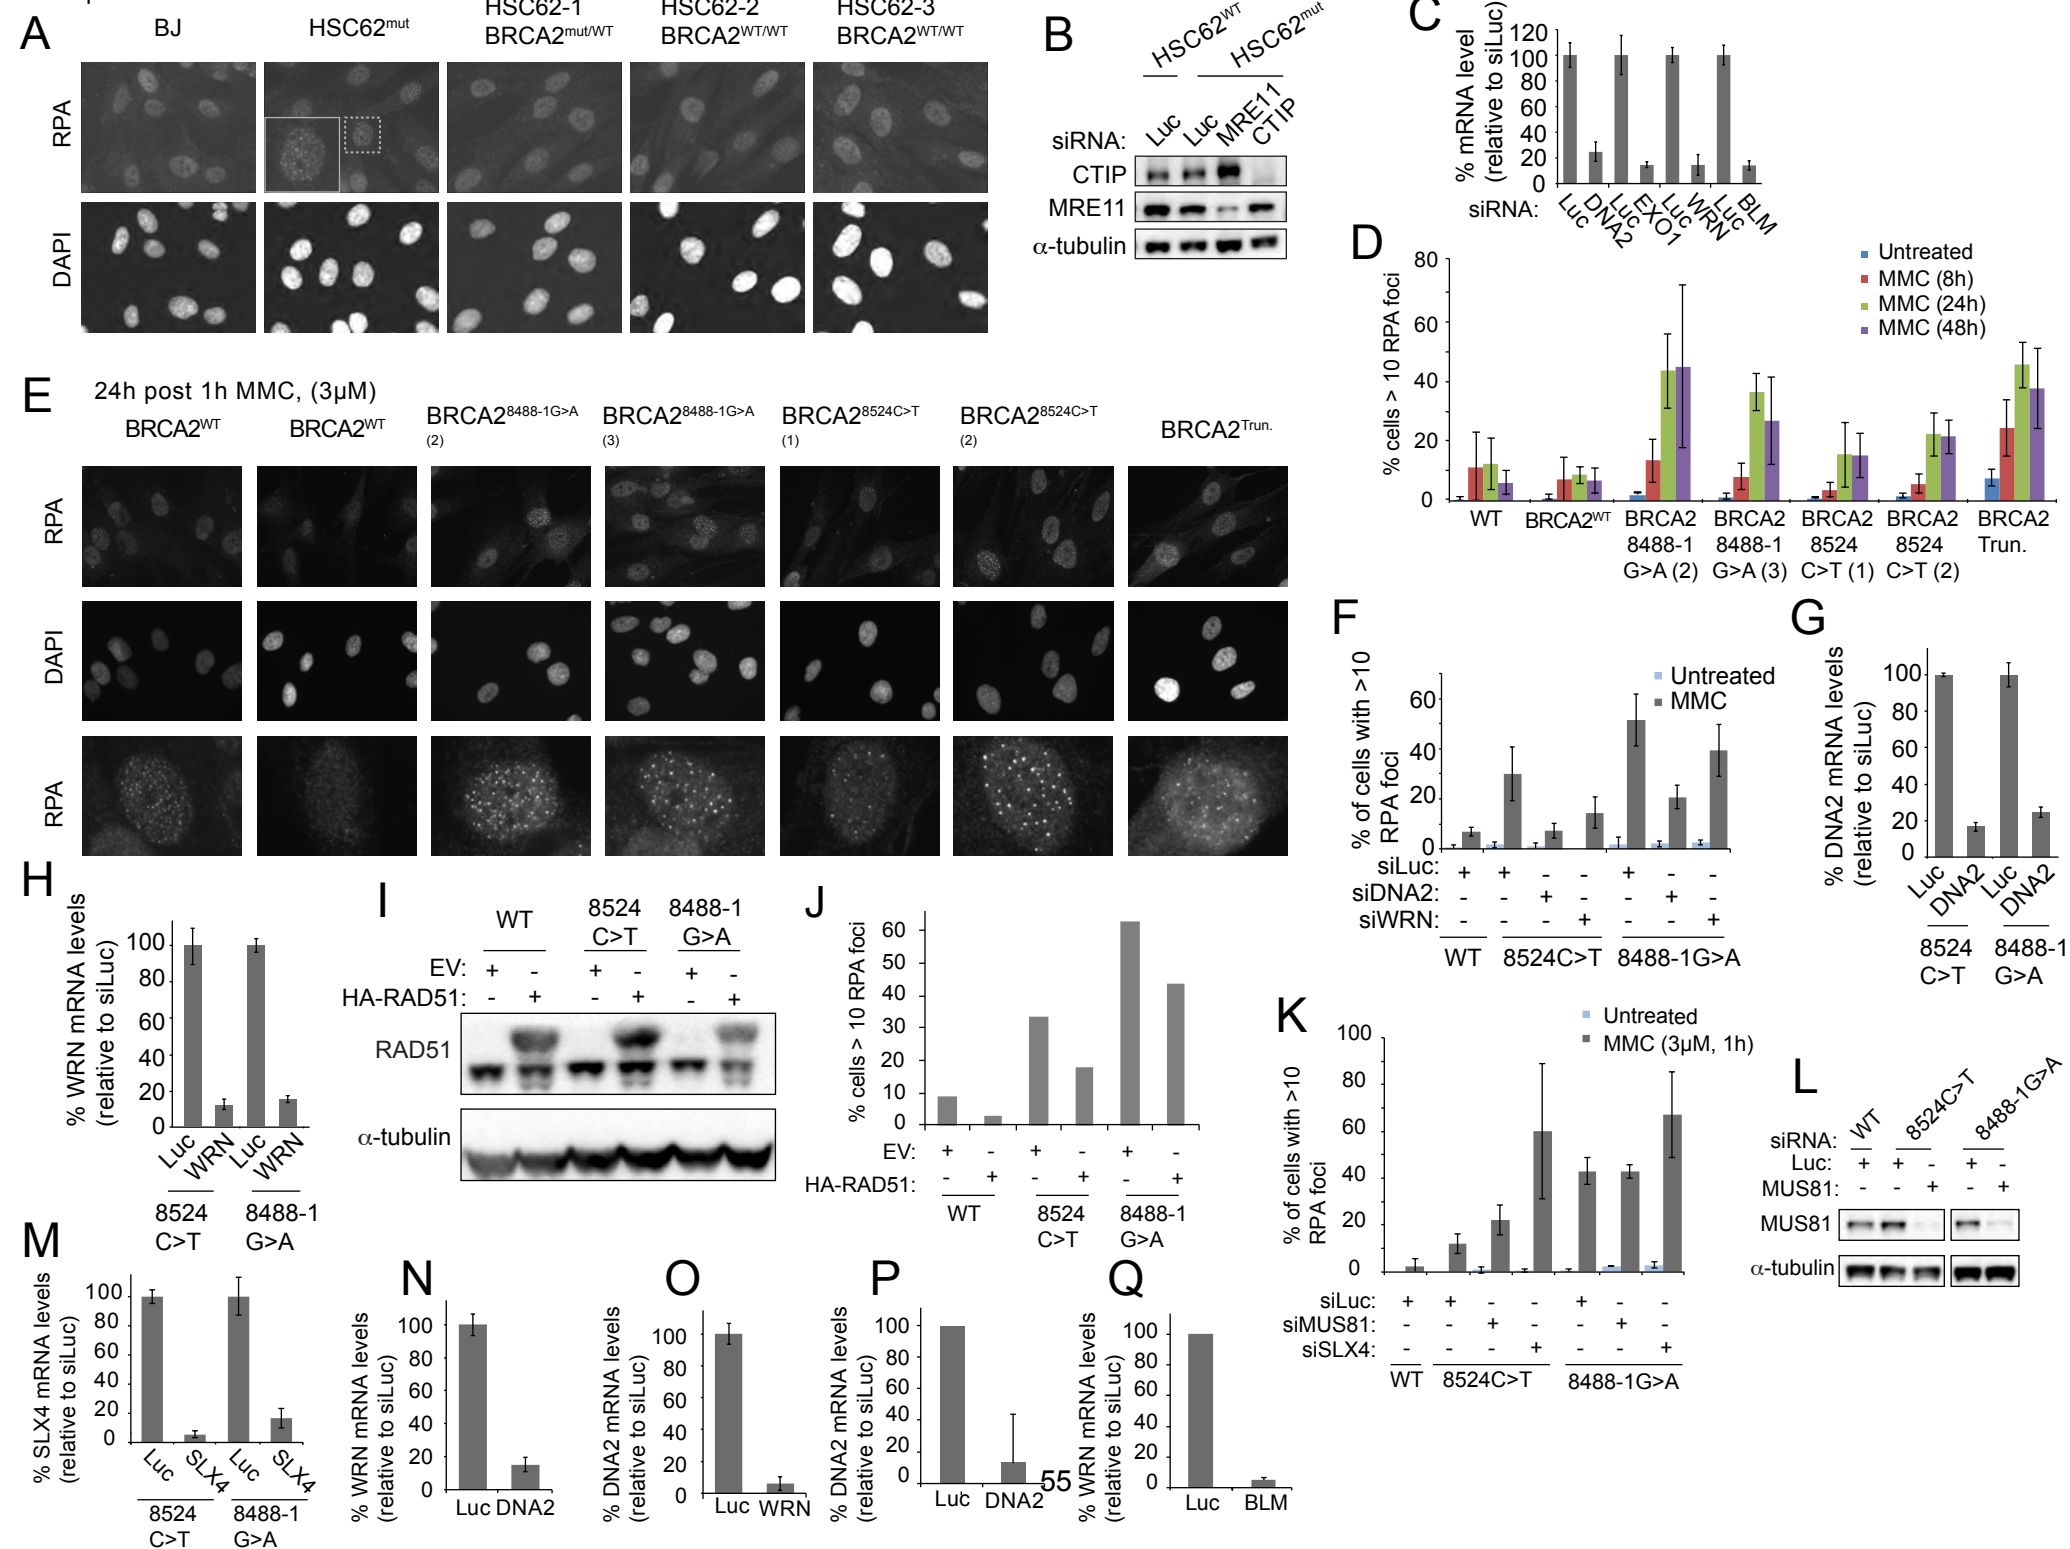 A
BJ
HSC62mut
HSC62-1
BRCA2mut/WT
HSC62-2
BRCA2WT/WT
HSC62-3
BRCA2WT/WT
RPA
DAPI
B
HSC62WT
HSC62mut
siRNA:
Luc
Luc
MRE11
CTIP
CTIP
MRE11
α-tubulin
C
% mRNA level
(relative to siLuc)
120
100
80
60
40
20
0
siRNA:
Luc
DNA2
Luc
EXO1
Luc
WRN
Luc
BLM
D
% cells > 10 RPA foci
80
60
40
20
0
Untreated
MMC (8h)
MMC (24h)
MMC (48h)
WT
BRCA2WT
BRCA2
8488-1
G>A (2)
BRCA2
8488-1
G>A (3)
BRCA2
8524
C>T (1)
BRCA2
8524
C>T (2)
BRCA2
Trun.
E
24h post 1h MMC, (3µM)
BRCA2WT
BRCA2WT
BRCA28488-1G>A
(2)
BRCA28488-1G>A
(3)
BRCA28524C>T
(1)
BRCA28524C>T
(2)
BRCA2Trun.
RPA
DAPI
RPA
F
% of cells with >10
RPA foci
60
40
20
0
Untreated
MMC
siLuc: + + - - + - -
siDNA2: - - + - - + -
siWRN: - - - + - - +
WT
8524C>T
8488-1G>A
G
% DNA2 mRNA levels
(relative to siLuc)
100
80
60
40
20
0
Luc
DNA2
Luc
DNA2
8524
C>T
8488-1
G>A
H
% WRN mRNA levels
(relative to siLuc)
100
80
60
40
20
0
Luc
WRN
Luc
WRN
8524
C>T
8488-1
G>A
I
WT
8524
C>T
8488-1
G>A
EV: + - + - + -
HA-RAD51: - + - + - +
RAD51
α-tubulin
J
% cells > 10 RPA foci
60
50
40
30
20
10
0
EV: + - + - + -
HA-RAD51: - + - + - +
WT
8524
C>T
8488-1
G>A
K
% of cells with >10
RPA foci
100
80
60
40
20
0
Untreated
MMC (3µM, 1h)
siLuc: + + - - + - -
siMUS81: - - + - - + -
siSLX4: - - - + - - +
WT
8524C>T
8488-1G>A
L
WT
8524C>T
8488-1G>A
siRNA:
Luc: + + - + -
MUS81: - - + - +
MUS81
α-tubulin
M
% SLX4 mRNA levels
(relative to siLuc)
100
80
60
40
20
0
Luc
SLX4
Luc
SLX4
8524
C>T
8488-1
G>A
N
% WRN mRNA levels
(relative to siLuc)
100
80
60
40
20
0
Luc
DNA2
O
% DNA2 mRNA levels
(relative to siLuc)
100
80
60
40
20
0
Luc
WRN
P
% DNA2 mRNA levels
(relative to siLuc)
100
80
60
40
20
0
Luc
DNA2
55
Q
% WRN mRNA levels
(relative to siLuc)
100
80
60
40
20
0
Luc
BLM